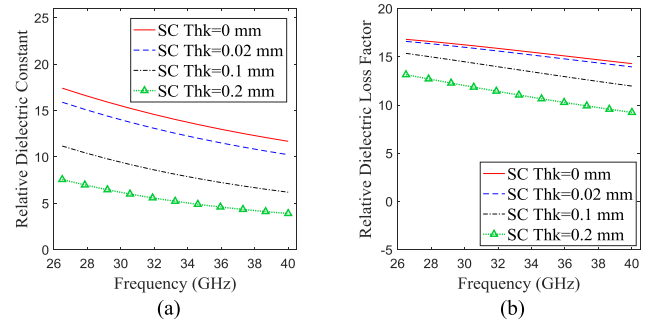 Relative Dielectric Constant
25
20
15
10
5
0
26 28 30 32 34 36 38 40
Frequency (GHz)
SC Thk=0 mm
SC Thk=0.02 mm
SC Thk=0.1 mm
SC Thk=0.2 mm
(a)
Relative Dielectric Loss Factor
20
15
10
5
0
-5
26 28 30 32 34 36 38 40
Frequency (GHz)
SC Thk=0 mm
SC Thk=0.02 mm
SC Thk=0.1 mm
SC Thk=0.2 mm
(b)